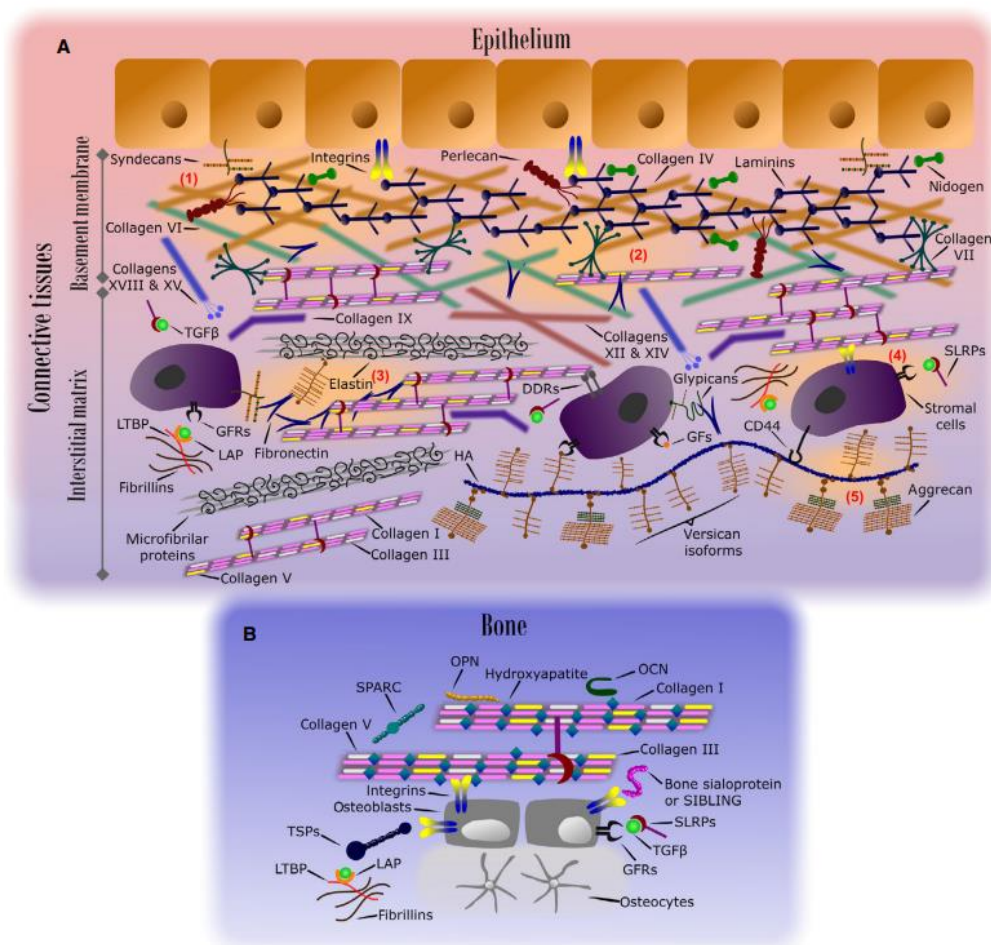 A
Epithelium
Connective tissues
Basement membrane
Interstitial matrix
Syndecans
(1)
Integrins
Perlecan
Collagen IV
Laminins
Nidogen
Collagen VI
(2)
Collagen
VII
Collagens
XVIII & XV
TGFβ
Collagen IX
Collagens
XII & XIV
(4)
SLRPs
Elastin
(3)
DDRs
Glypicans
Stromal
cells
LTBP
GFRs
LAP
Fibronectin
GFs
CD44
Fibrillins
HA
(5)
Aggrecan
Microfibrilar
proteins
Collagen I
Collagen III
Versican
isoforms
Collagen V
B
Bone
OPN
Hydroxyapatite
OCN
SPARC
Collagen I
Collagen V
Collagen III
Integrins
Bone sialoprotein
or SIBLING
Osteoblasts
TSPs
SLRPs
TGFβ
LTBP
LAP
GFRs
Fibrillins
Osteocytes